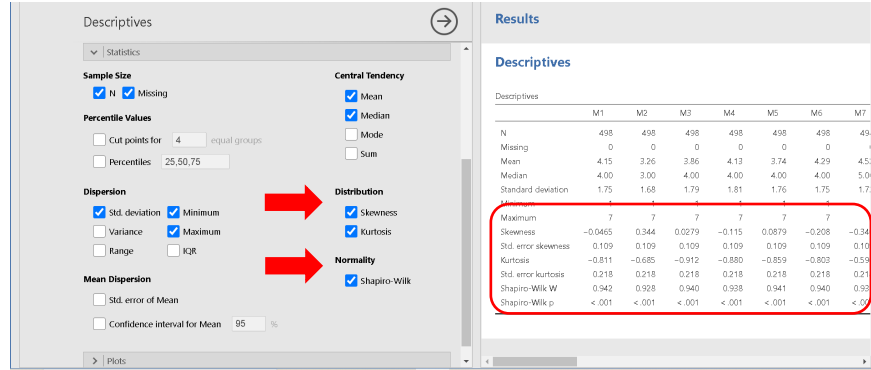 Descriptives
Statistics
Sample Size
N Missing
Percentile Values
Cut points for 4 equal groups
Percentiles 25,50,75
Dispersion
Std. deviation Minimum
Variance Maximum
Range IQR
Mean Dispersion
Std. error of Mean
Confidence interval for Mean 95 %
Central Tendency
Mean
Median
Mode
Sum
Distribution
Skewness
Kurtosis
Normality
Shapiro-Wilk
Plots
Results
Descriptives
Descriptives
M1 M2 M3 M4 M5 M6 M7
N 498 498 498 498 498 498
Missing 0 0 0 0 0 0
Mean 4.15 3.26 3.86 4.13 3.74 4.29
Median 4.00 3.00 4.00 4.00 4.00 4.00
Standard deviation 1.75 1.68 1.79 1.81 1.76 1.75
Minimum 1 1 1 1 1 1
Maximum 7 7 7 7 7 7
Skewness −0.0465 0.344 0.0279 −0.115 0.0879 −0.208
Std. error skewness 0.109 0.109 0.109 0.109 0.109 0.109
Kurtosis −0.811 −0.685 −0.912 −0.880 −0.859 −0.803
Std. error kurtosis 0.218 0.218 0.218 0.218 0.218 0.218
Shapiro-Wilk W 0.942 0.928 0.940 0.938 0.941 0.940
Shapiro-Wilk p < .001 < .001 < .001 < .001 < .001 < .001